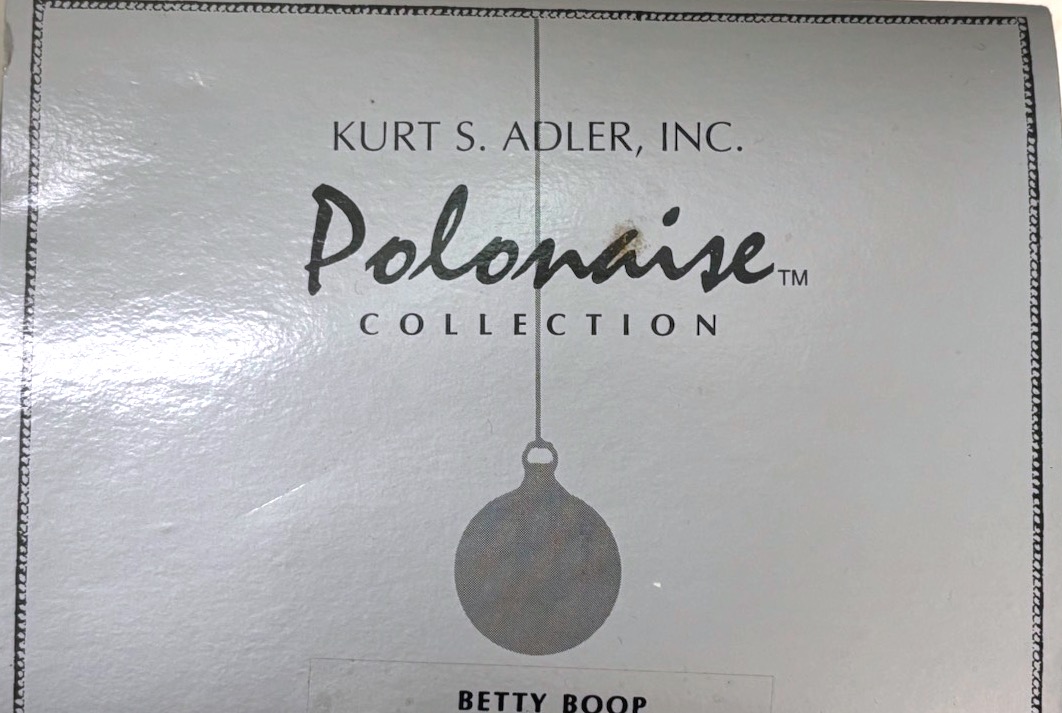 KURT S. ADLER, INC.
Polonaise™
COLLECTION
BETTY BOOP